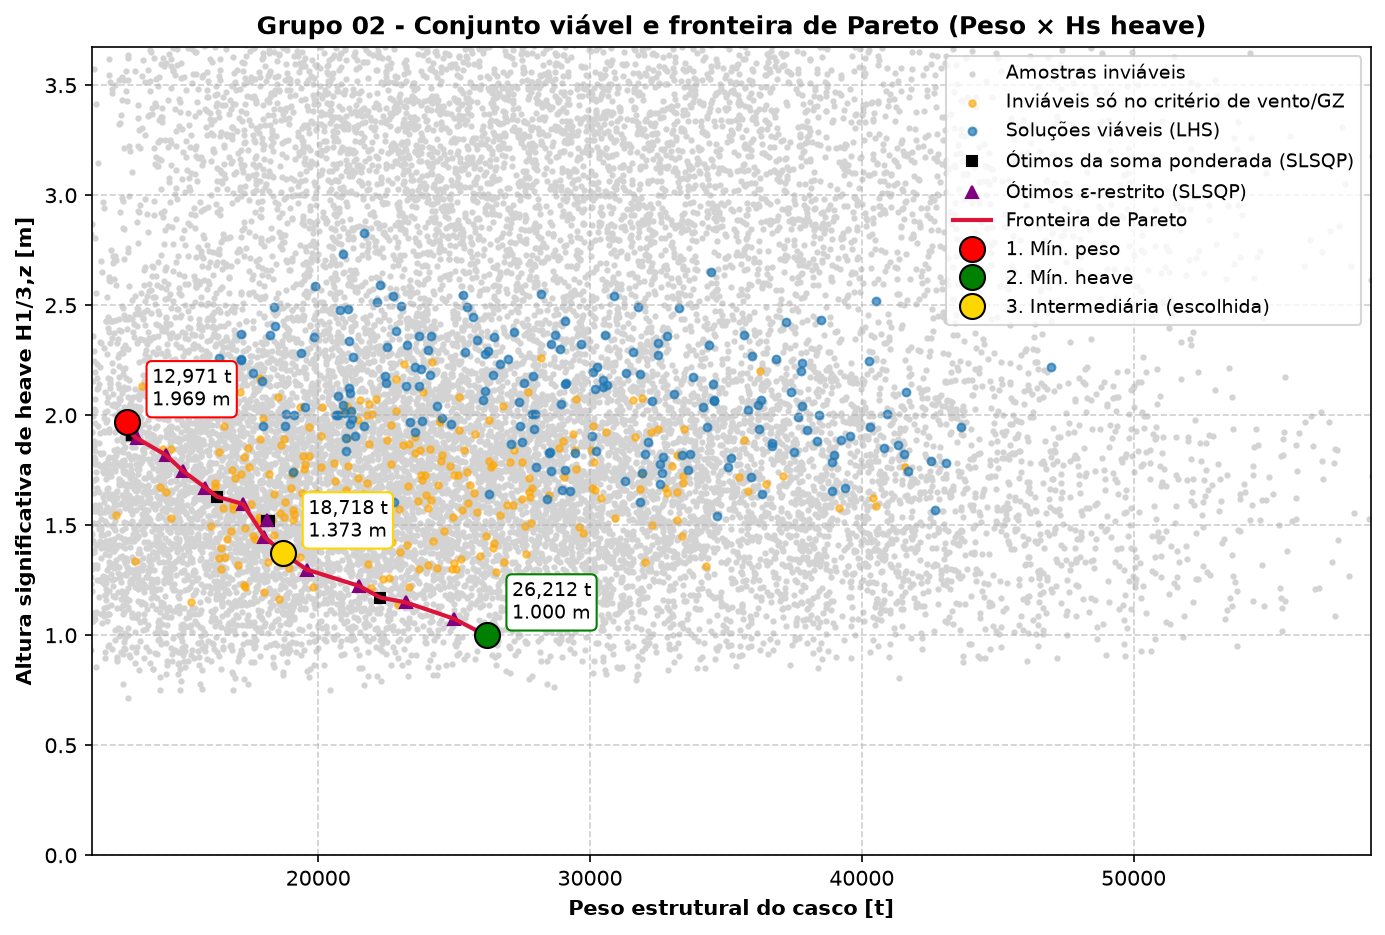 Grupo 02 - Conjunto viável e fronteira de Pareto (Peso × Hs heave)
Altura significativa de heave H1/3,z [m]
3.5
3.0
2.5
2.0
1.5
1.0
0.5
0.0
Amostras inviáveis
Inviáveis só no critério de vento/GZ
Soluções viáveis (LHS)
Ótimos da soma ponderada (SLSQP)
Ótimos ε-restrito (SLSQP)
Fronteira de Pareto
1. Mín. peso
2. Mín. heave
3. Intermediária (escolhida)
12,971 t
1.969 m
18,718 t
1.373 m
26,212 t
1.000 m
20000
30000
40000
50000
Peso estrutural do casco [t]